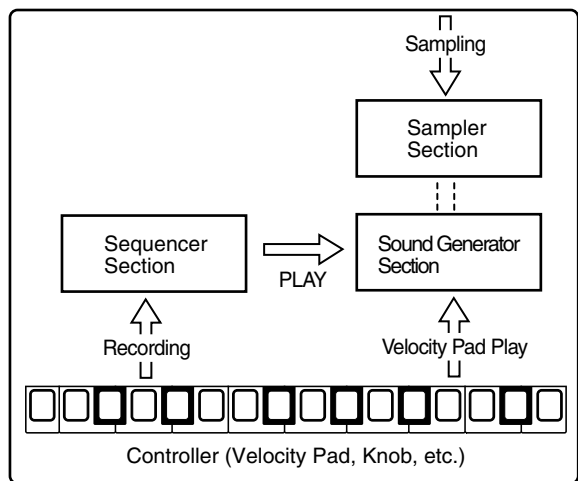 Sampling
Sampler
Section
Sequencer
Section
PLAY
Sound Generator
Section
Recording
Velocity Pad Play
Controller (Velocity Pad, Knob, etc.)